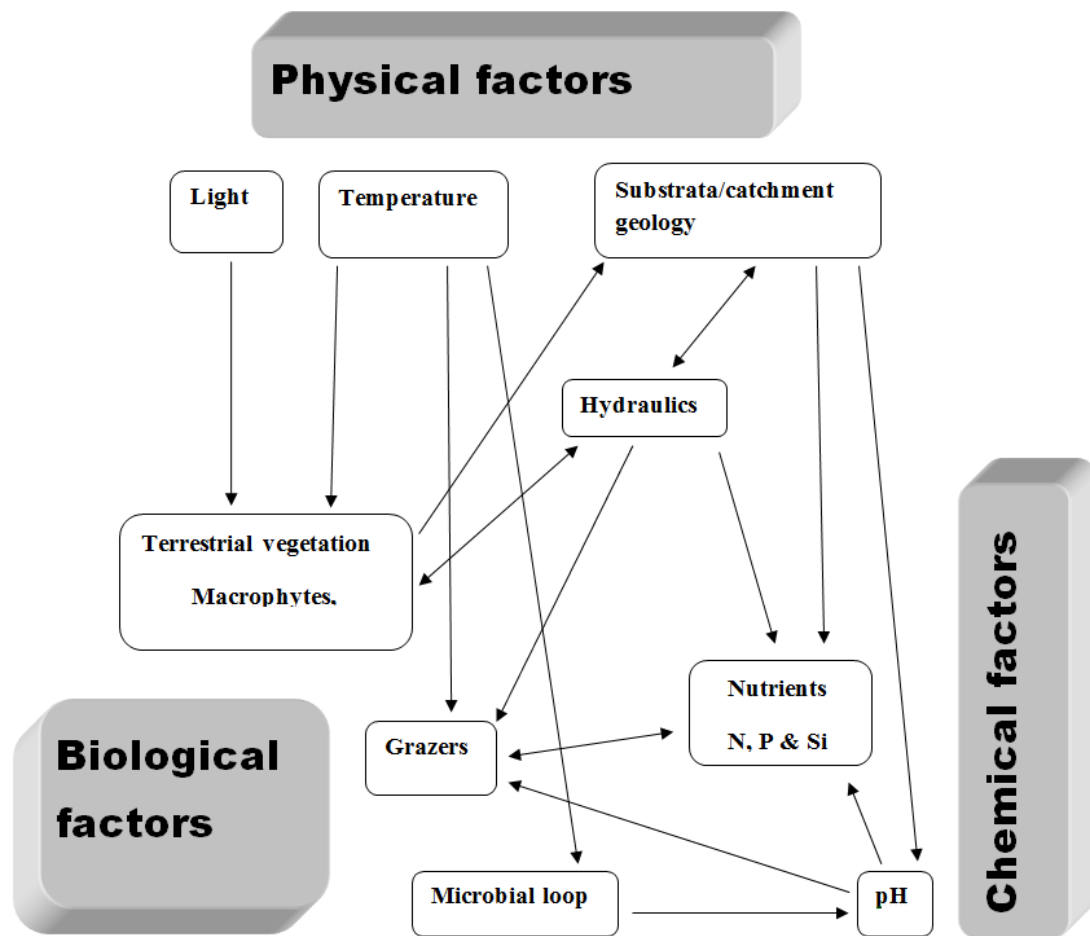 Physical factors
Light
Temperature
Substrata/catchment
geology
Hydraulics
Terrestrial vegetation
Macrophytes,
Chemical factors
Nutrients
N, P & Si
Grazers
Biological
factors
Microbial loop
pH